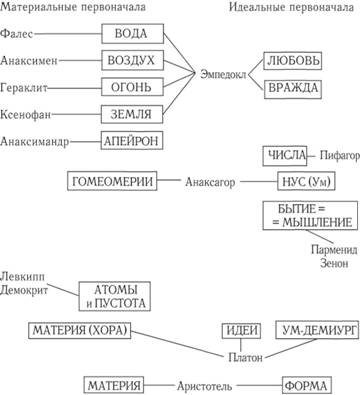 Материальные первоначала Идеальные первоначала
Фалес ВОДА
Анаксимен ВОЗДУХ ЛЮБОВЬ
Эмпедокл
Гераклит ОГОНЬ ВРАЖДА
Ксенофан ЗЕМЛЯ
Анаксимандр АПЕЙРОН
ЧИСЛА Пифагор
ГОМЕОМЕРИИ Анаксагор НУС (УМ)
БЫТИЕ =
= МЫШЛЕНИЕ
Парменид
Зенон
Левкипп
Демокрит АТОМЫ
и ПУСТОТА
МАТЕРИЯ (ХОРА) ИДЕИ УМ-ДЕМИУРГ
Платон
МАТЕРИЯ Аристотель ФОРМА